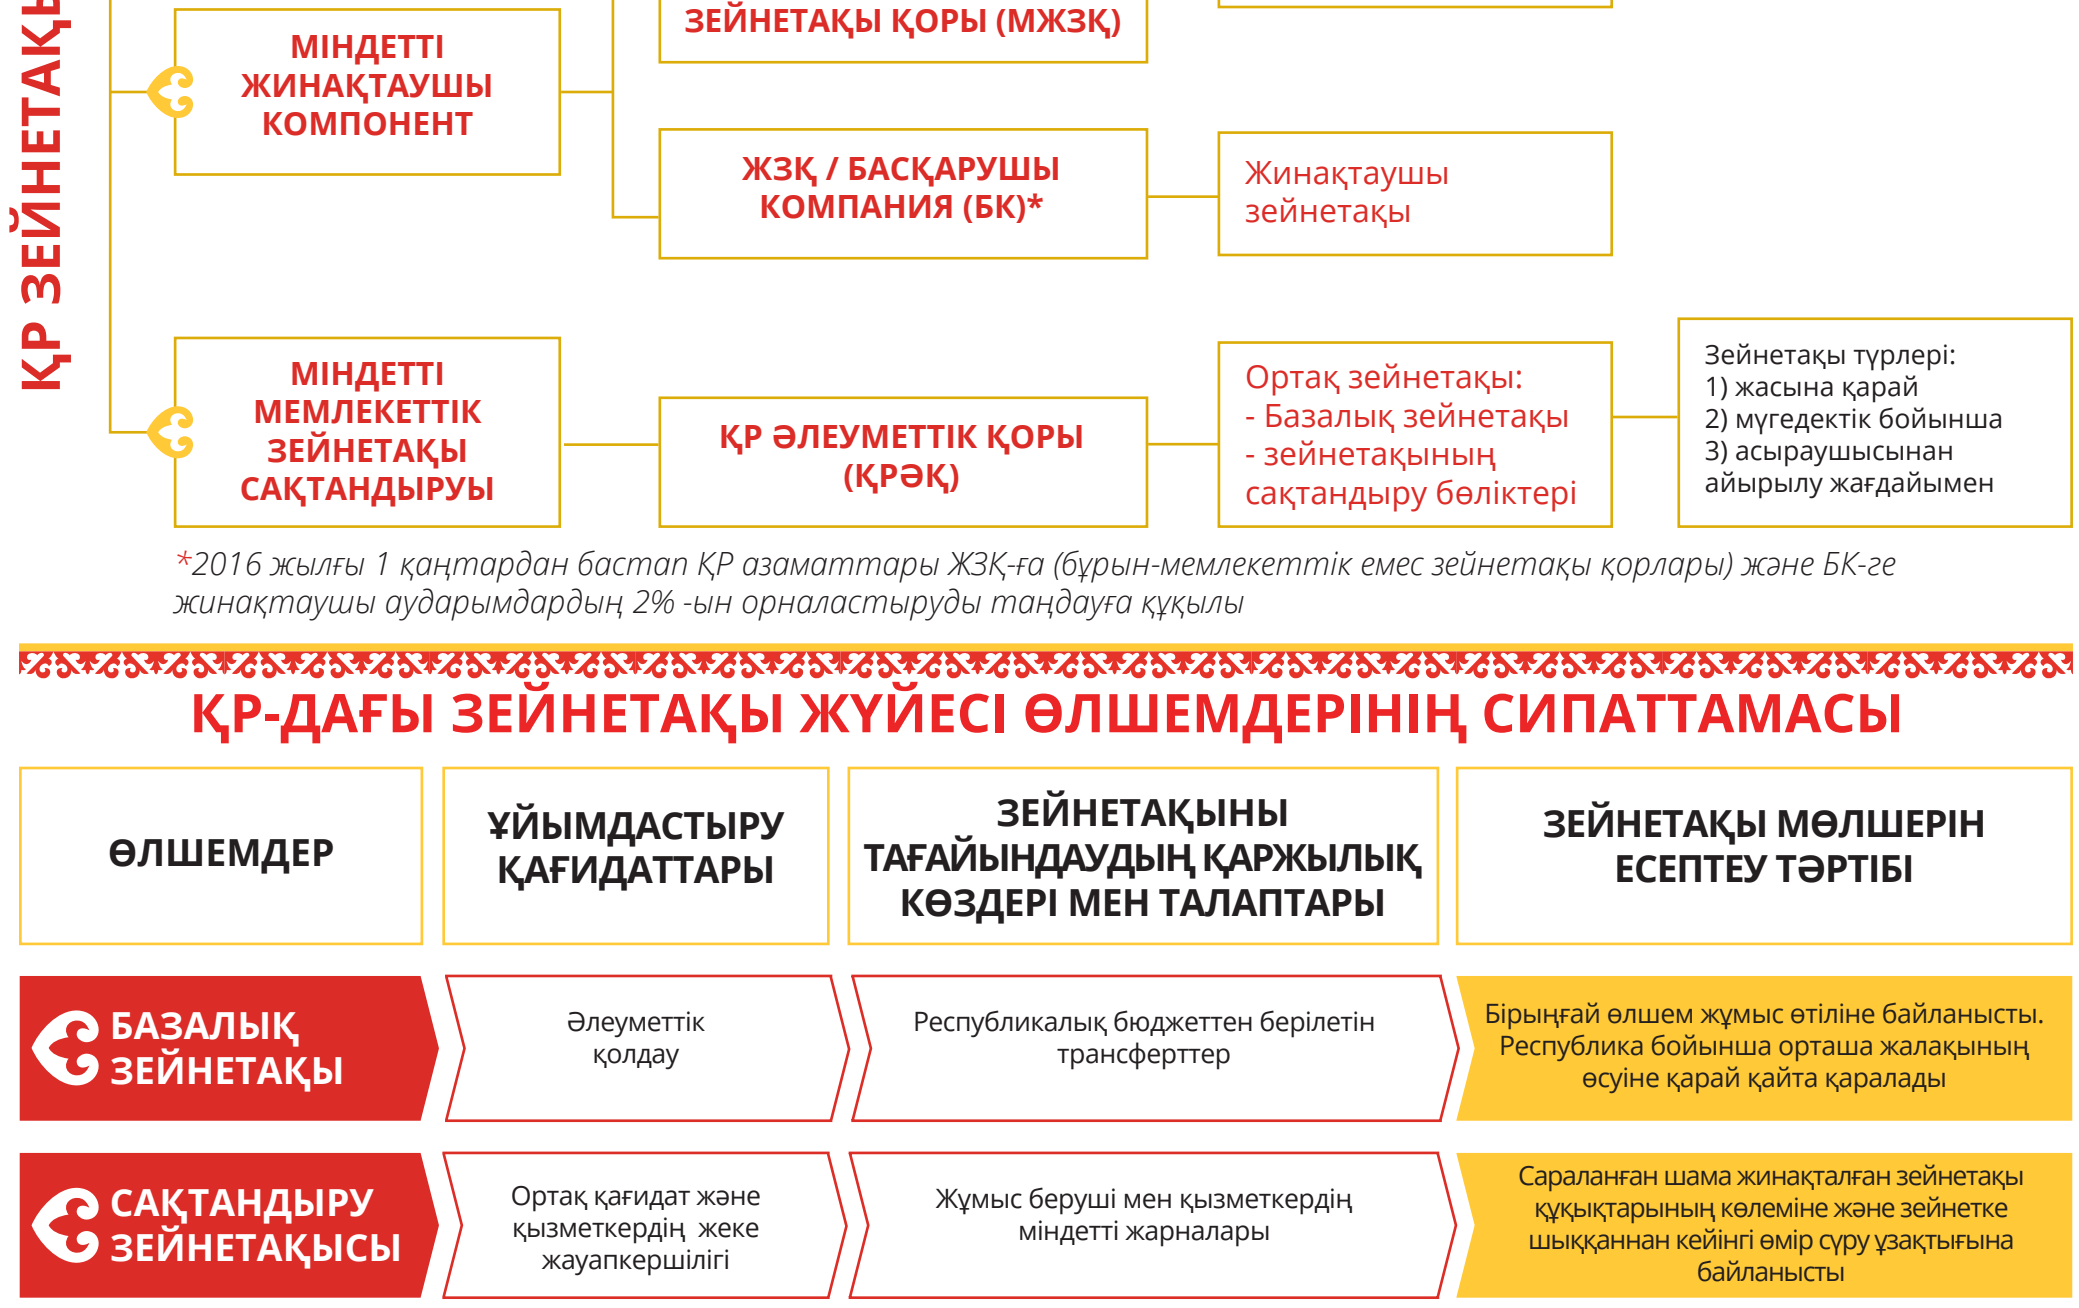 ҚР ЗЕЙНЕТАҚЫ
МІНДЕТТІ
ЖИНАҚТАУШЫ
КОМПОНЕНТ
ЗЕЙНЕТАҚЫ ҚОРЫ (МЖЗҚ)
ЖЗҚ / БАСҚАРУШЫ
КОМПАНИЯ (БК)*
Жинақтаушы
зейнетақы
МІНДЕТТІ
МЕМЛЕКЕТТІК
ЗЕЙНЕТАҚЫ
САҚТАНДЫРУЫ
ҚР ӘЛЕУМЕТТІК ҚОРЫ
(ҚРӘҚ)
Ортақ зейнетақы:
- Базалық зейнетақы
- зейнетақының
сақтандыру бөліктері
Зейнетақы түрлері:
1) жасына қарай
2) мүгедектік бойынша
3) асыраушысынан
айырылу жағдайымен
*2016 жылғы 1 қаңтардан бастап ҚР азаматтары ЖЗҚ-ға (бұрын-мемлекеттік емес зейнетақы қорлары) және БК-ге
жинақтаушы аударымдардың 2% -ын орналастыруды таңдауға құқылы
ҚР-ДАҒЫ ЗЕЙНЕТАҚЫ ЖҮЙЕСІ ӨЛШЕМДЕРІНІҢ СИПАТТАМАСЫ
ӨЛШЕМДЕР
ҰЙЫМДАСТЫРУ
ҚАҒИДАТТАРЫ
ЗЕЙНЕТАҚЫНЫ
ТАҒАЙЫНДАУДЫҢ ҚАРЖЫЛЫҚ
КӨЗДЕРІ МЕН ТАЛАПТАРЫ
ЗЕЙНЕТАҚЫ МӨЛШЕРІН
ЕСЕПТЕУ ТӘРТІБІ
БАЗАЛЫҚ
ЗЕЙНЕТАҚЫ
Әлеуметтік
қолдау
Республикалық бюджеттен берілетін
трансферттер
Бірыңғай өлшем жұмыс өтіліне байланысты.
Республика бойынша орташа жалақының
өсуіне қарай қайта қаралады
САҚТАНДЫРУ
ЗЕЙНЕТАҚЫСЫ
Ортақ қағидат және
қызметкердің  жеке
жауапкершілігі
Жұмыс беруші мен қызметкердің
міндетті жарналары
Сараланған шама жинақталған зейнетақы
құқықтарының көлеміне және зейнетке
шыққаннан кейінгі өмір сүру ұзақтығына
байланысты